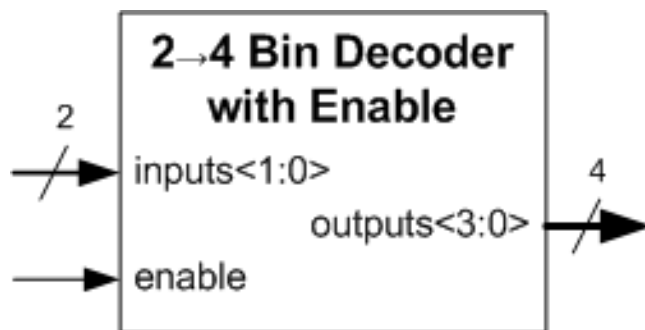 2→4 Bin Decoder
with Enable
2
inputs<1:0>
4
outputs<3:0>
enable